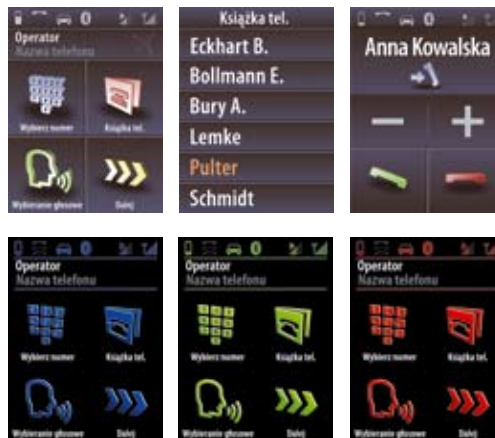 Operator
Nazwa telefonu
Wybierz numer
Książka tel.
Wybieranie głosowe
Dalej
Książka tel.
Eckhart B.
Bollmann E.
Bury A.
Lemke
Pulter
Schmidt
Anna Kowalska
Operator
Nazwa telefonu
Wybierz numer
Książka tel.
Wybieranie głosowe
Dalej
Operator
Nazwa telefonu
Wybierz numer
Książka tel.
Wybieranie głosowe
Dalej
Operator
Nazwa telefonu
Wybierz numer
Książka tel.
Wybieranie głosowe
Dalej